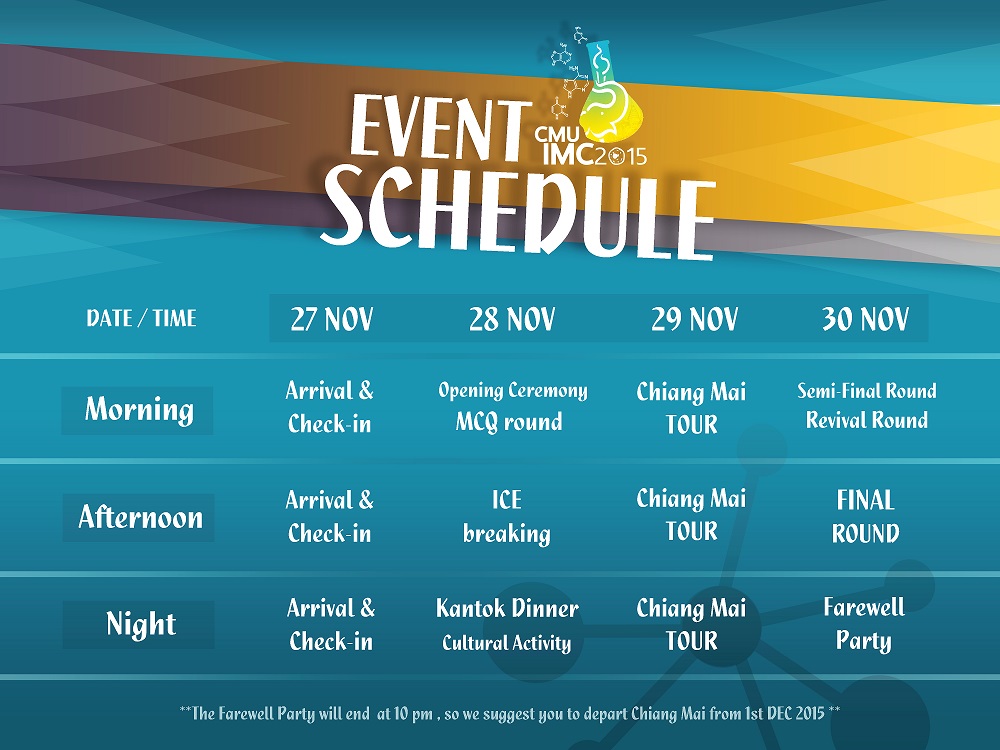 EVENT
CMU
IMC2015
SCHEDULE
DATE / TIME 27 NOV 28 NOV 29 NOV 30 NOV
Morning
Arrival &
Check-in
Opening Ceremony
MCQ round
Chiang Mai
TOUR
Semi-Final Round
Revival Round
Afternoon
Arrival &
Check-in
ICE
breaking
Chiang Mai
TOUR
FINAL
ROUND
Night
Arrival &
Check-in
Kantok Dinner
Cultural Activity
Chiang Mai
TOUR
Farewell
Party
**The Farewell Party will end at 10 pm , so we suggest you to depart Chiang Mai from 1st DEC 2015 **